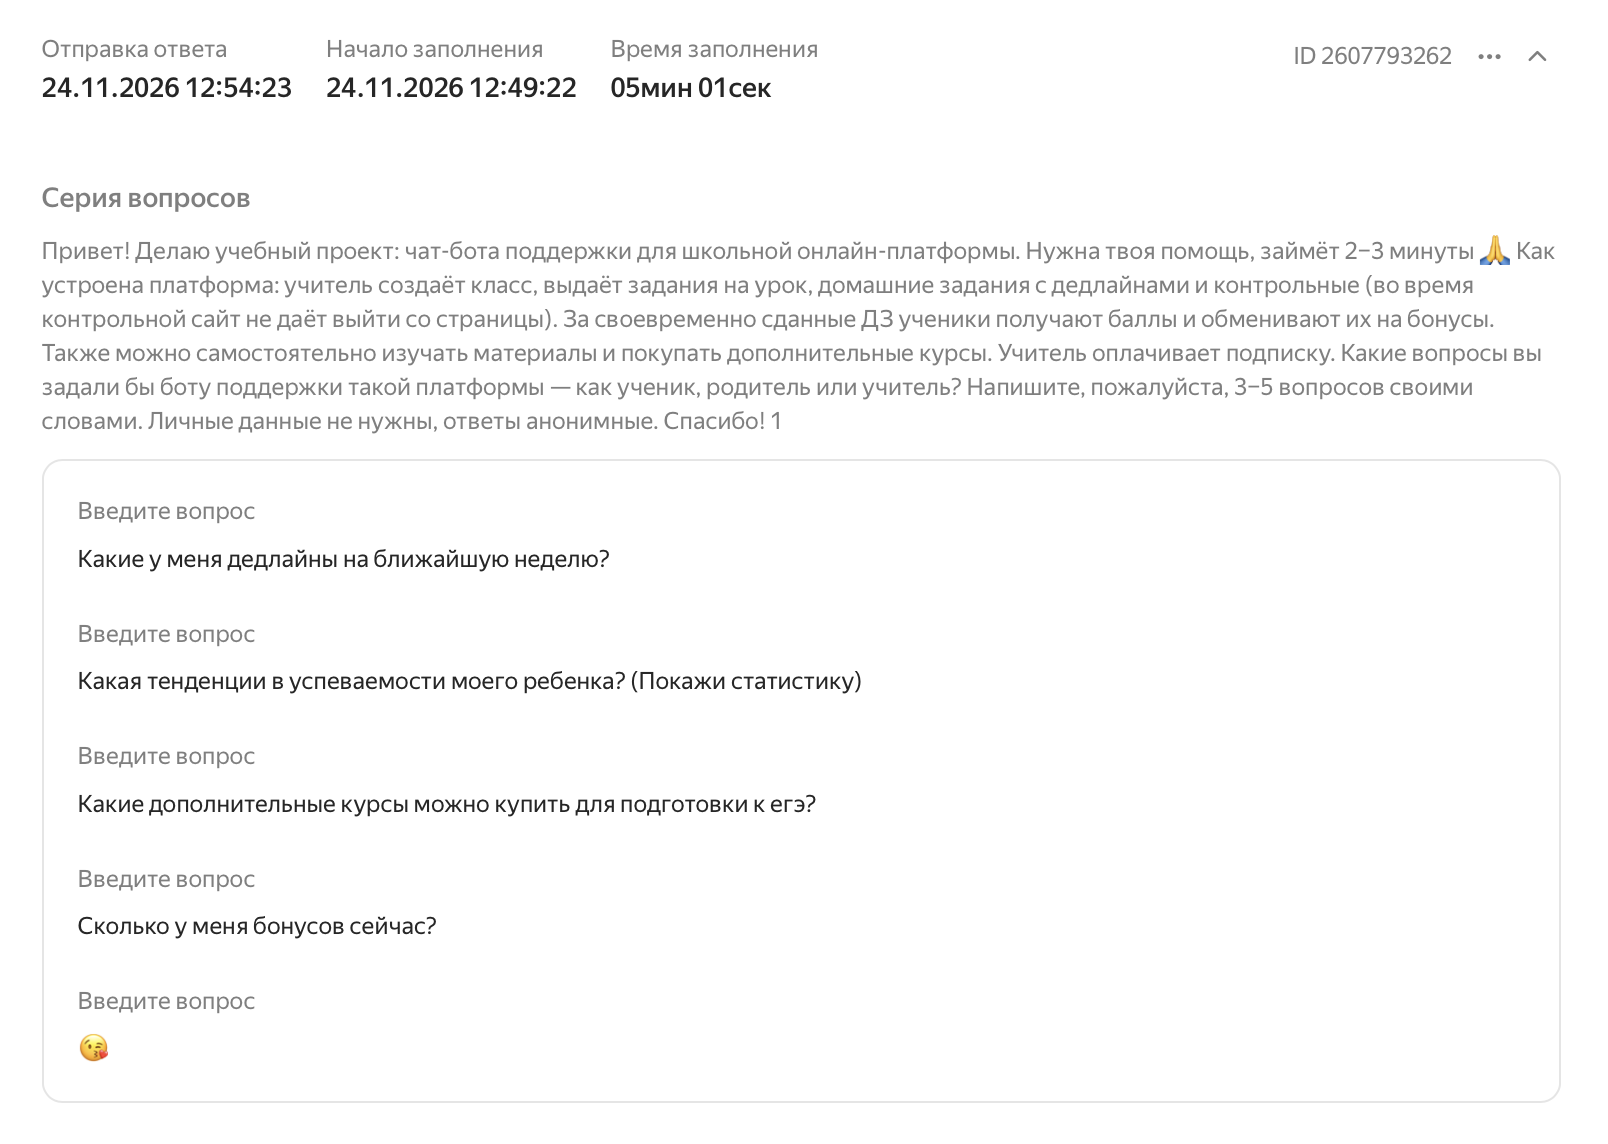 Отправка ответа
24.11.2026 12:54:23
Начало заполнения
24.11.2026 12:49:22
Время заполнения
05мин 01сек
ID 2607793262
Серия вопросов
Привет! Делаю учебный проект: чат-бота поддержки для школьной онлайн-платформы. Нужна твоя помощь, займёт 2–3 минуты 🙏 Как
устроена платформа: учитель создаёт класс, выдаёт задания на урок, домашние задания с дедлайнами и контрольные (во время
контрольной сайт не даёт выйти со страницы). За своевременно сданные ДЗ ученики получают баллы и обменивают их на бонусы.
Также можно самостоятельно изучать материалы и покупать дополнительные курсы. Учитель оплачивает подписку. Какие вопросы вы
задали бы боту поддержки такой платформы — как ученик, родитель или учитель? Напишите, пожалуйста, 3–5 вопросов своими
словами. Личные данные не нужны, ответы анонимные. Спасибо! 1
Введите вопрос
Какие у меня дедлайны на ближайшую неделю?
Введите вопрос
Какая тенденции в успеваемости моего ребенка? (Покажи статистику)
Введите вопрос
Какие дополнительные курсы можно купить для подготовки к егэ?
Введите вопрос
Сколько у меня бонусов сейчас?
Введите вопрос
😘